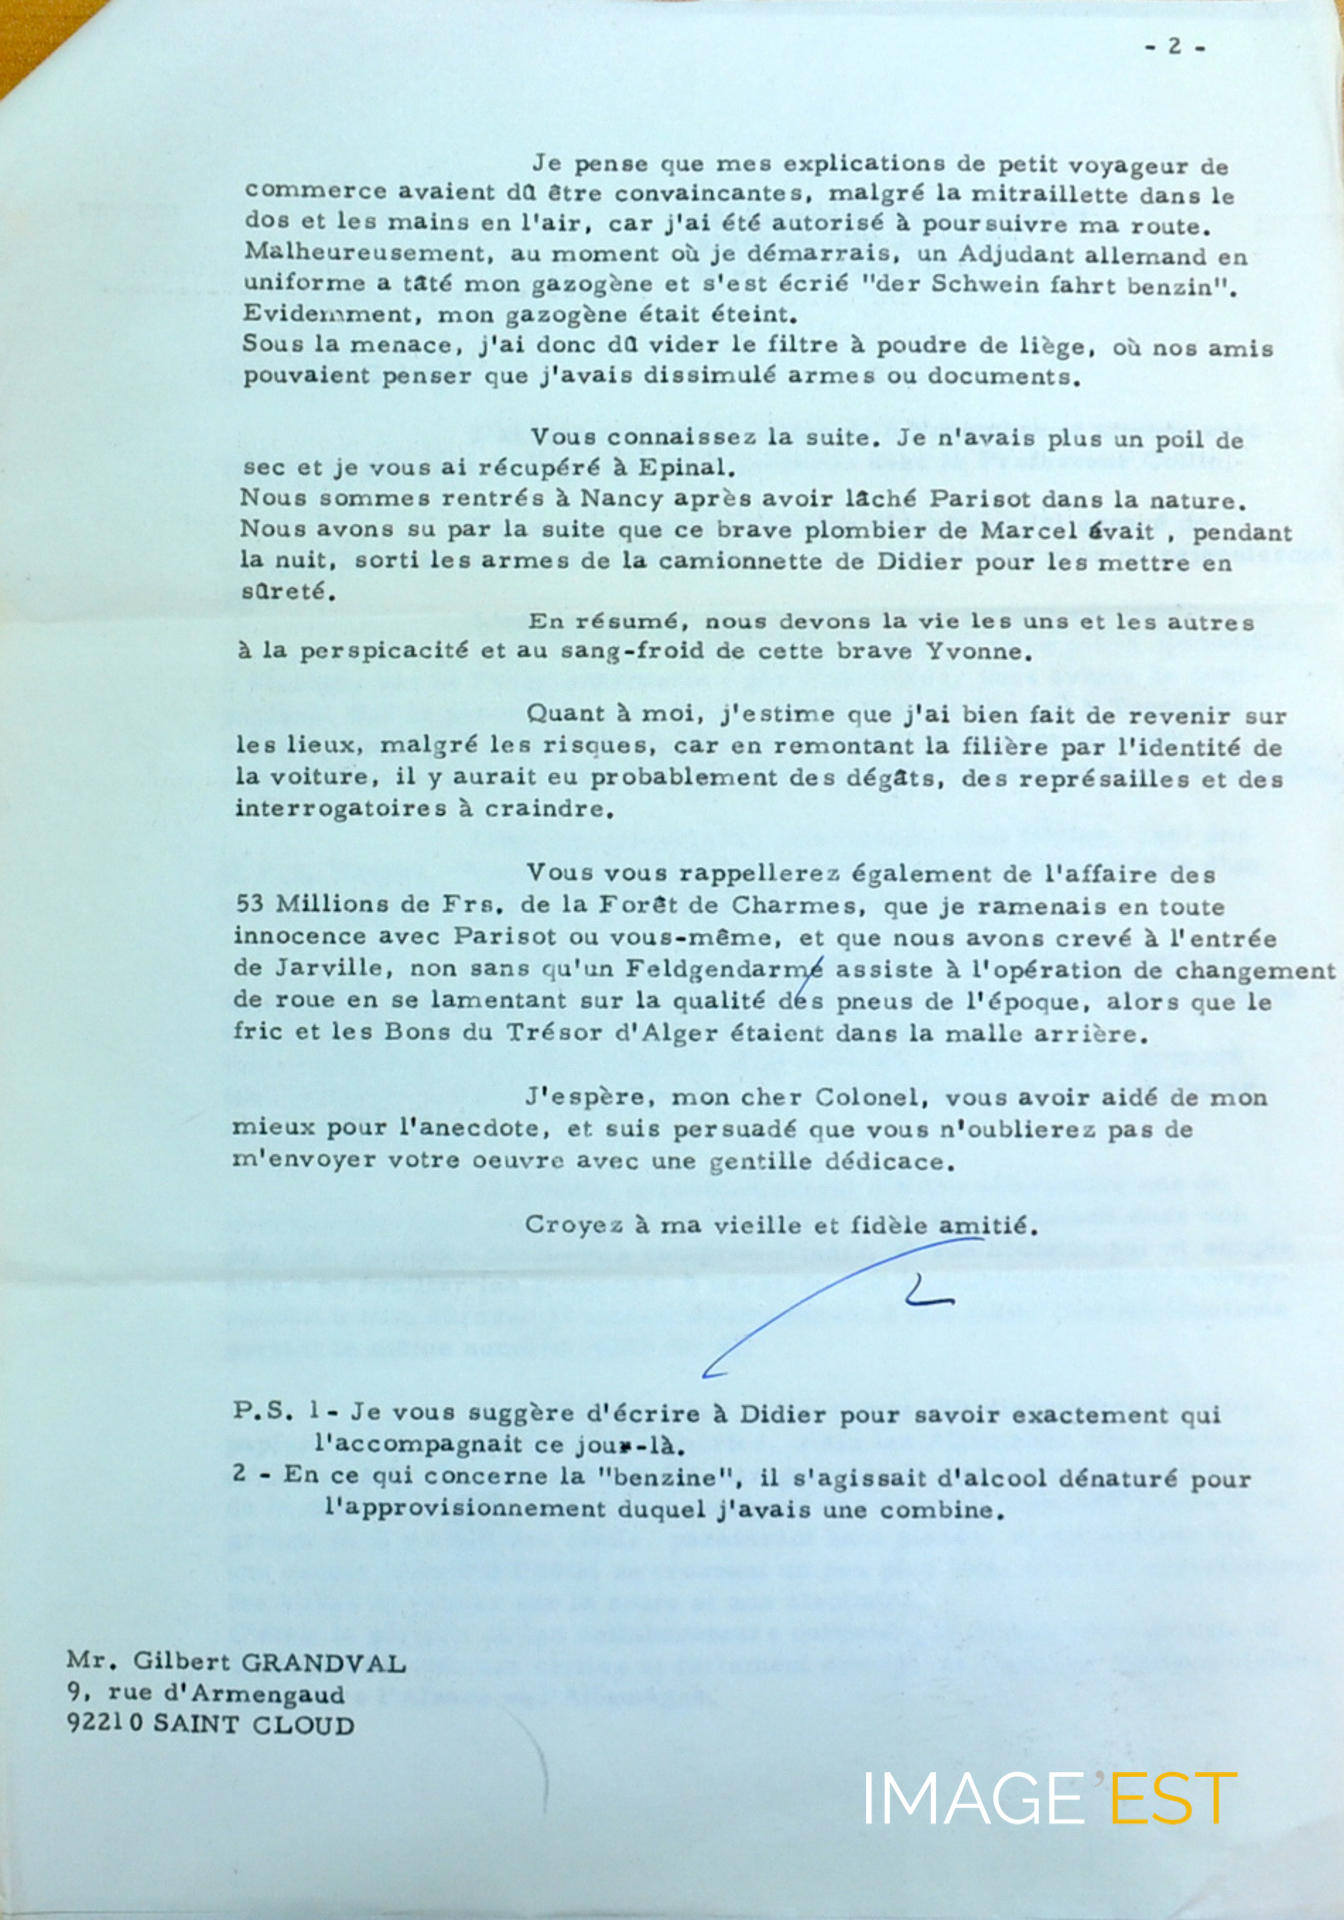 - 2 -
Je pense que mes explications de petit voyageur de
commerce avaient dû être convaincantes, malgré la mitraillette dans le
dos et les mains en l'air, car j'ai été autorisé à poursuivre ma route.
Malheureusement, au moment où je démarrais, un Adjudant allemand en
uniforme a tâté mon gazogène et s'est écrié "der Schwein fahrt benzin".
Evidemment, mon gazogène était éteint.
Sous la menace, j'ai donc dû vider le filtre à poudre de liège, où nos amis
pouvaient penser que j'avais dissimulé armes ou documents.
Vous connaissez la suite. Je n'avais plus un poil de
sec et je vous ai récupéré à Epinal.
Nous sommes rentrés à Nancy après avoir lâché Parisot dans la nature.
Nous avons su par la suite que ce brave plombier de Marcel avait , pendant
la nuit, sorti les armes de la camionnette de Didier pour les mettre en
sûreté.
En résumé, nous devons la vie les uns et les autres
à la perspicacité et au sang-froid de cette brave Yvonne.
Quant à moi, j'estime que j'ai bien fait de revenir sur
les lieux, malgré les risques, car en remontant la filière par l'identité de
la voiture, il y aurait eu probablement des dégâts, des représailles et des
interrogatoires à craindre.
Vous vous rappellerez également de l'affaire des
53 Millions de Frs. de la Forêt de Charmes, que je ramenais en toute
innocence avec Parisot ou vous-même, et que nous avons crevé à l'entrée
de Jarville, non sans qu'un Feldgendarme assiste à l'opération de changement
de roue en se lamentant sur la qualité des pneus de l'époque, alors que le
fric et les Bons du Trésor d'Alger étaient dans la malle arrière.
J'espère, mon cher Colonel, vous avoir aidé de mon
mieux pour l'anecdote, et suis persuadé que vous n'oublierez pas de
m'envoyer votre oeuvre avec une gentille dédicace.
Croyez à ma vieille et fidèle amitié.
P.S. 1 - Je vous suggère d'écrire à Didier pour savoir exactement qui
l'accompagnait ce jour-là.
2 - En ce qui concerne la "benzine", il s'agissait d'alcool dénaturé pour
l'approvisionnement duquel j'avais une combine.
Mr. Gilbert GRANDVAL
9, rue d'Armengaud
92210 SAINT CLOUD
IMAGE EST